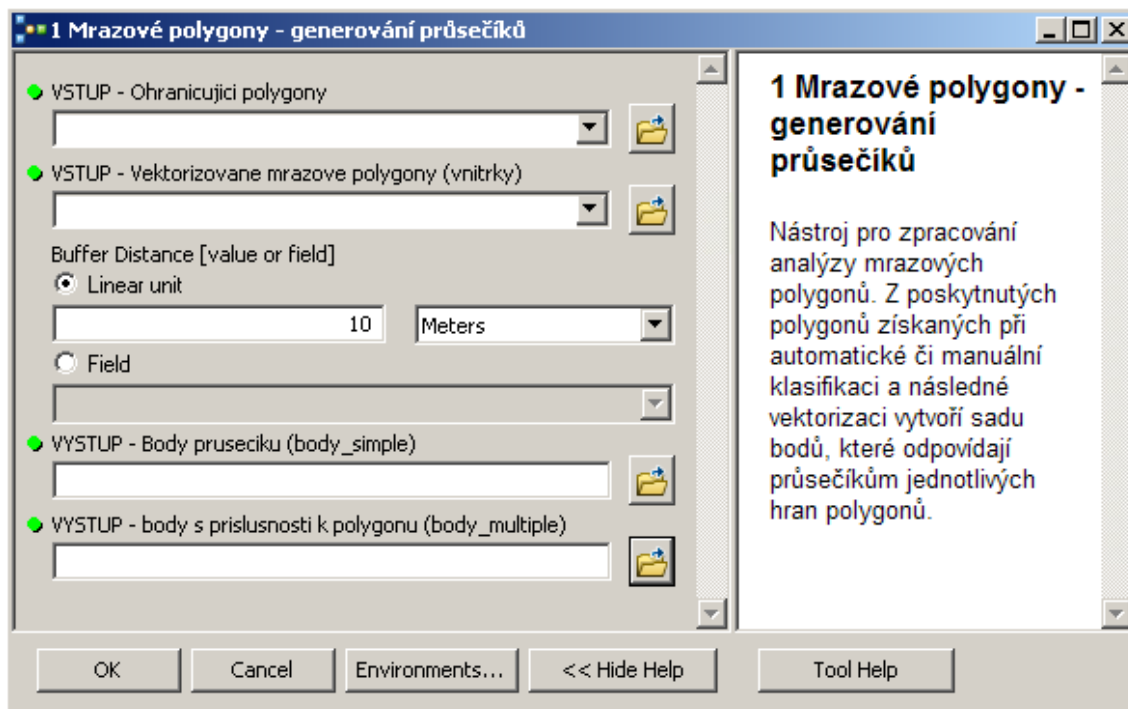 1 Mrazové polygony - generování průsečíků
VSTUP - Ohranicujici polygony
VSTUP - Vektorizovane mrazove polygony (vnitrky)
Buffer Distance [value or field]
Linear unit
10 Meters
Field
VYSTUP - Body pruseciku (body_simple)
VYSTUP - body s prislusnosti k polygonu (body_multiple)
1 Mrazové polygony -
generování
průsečíků
Nástroj pro zpracování
analýzy mrazových
polygonů. Z poskytnutých
polygonů získaných při
automatické či manuální
klasifikaci a následné
vektorizaci vytvoří sadu
bodů, které odpovídají
průsečíkům jednotlivých
hran polygonů.
OK Cancel Environments... << Hide Help Tool Help